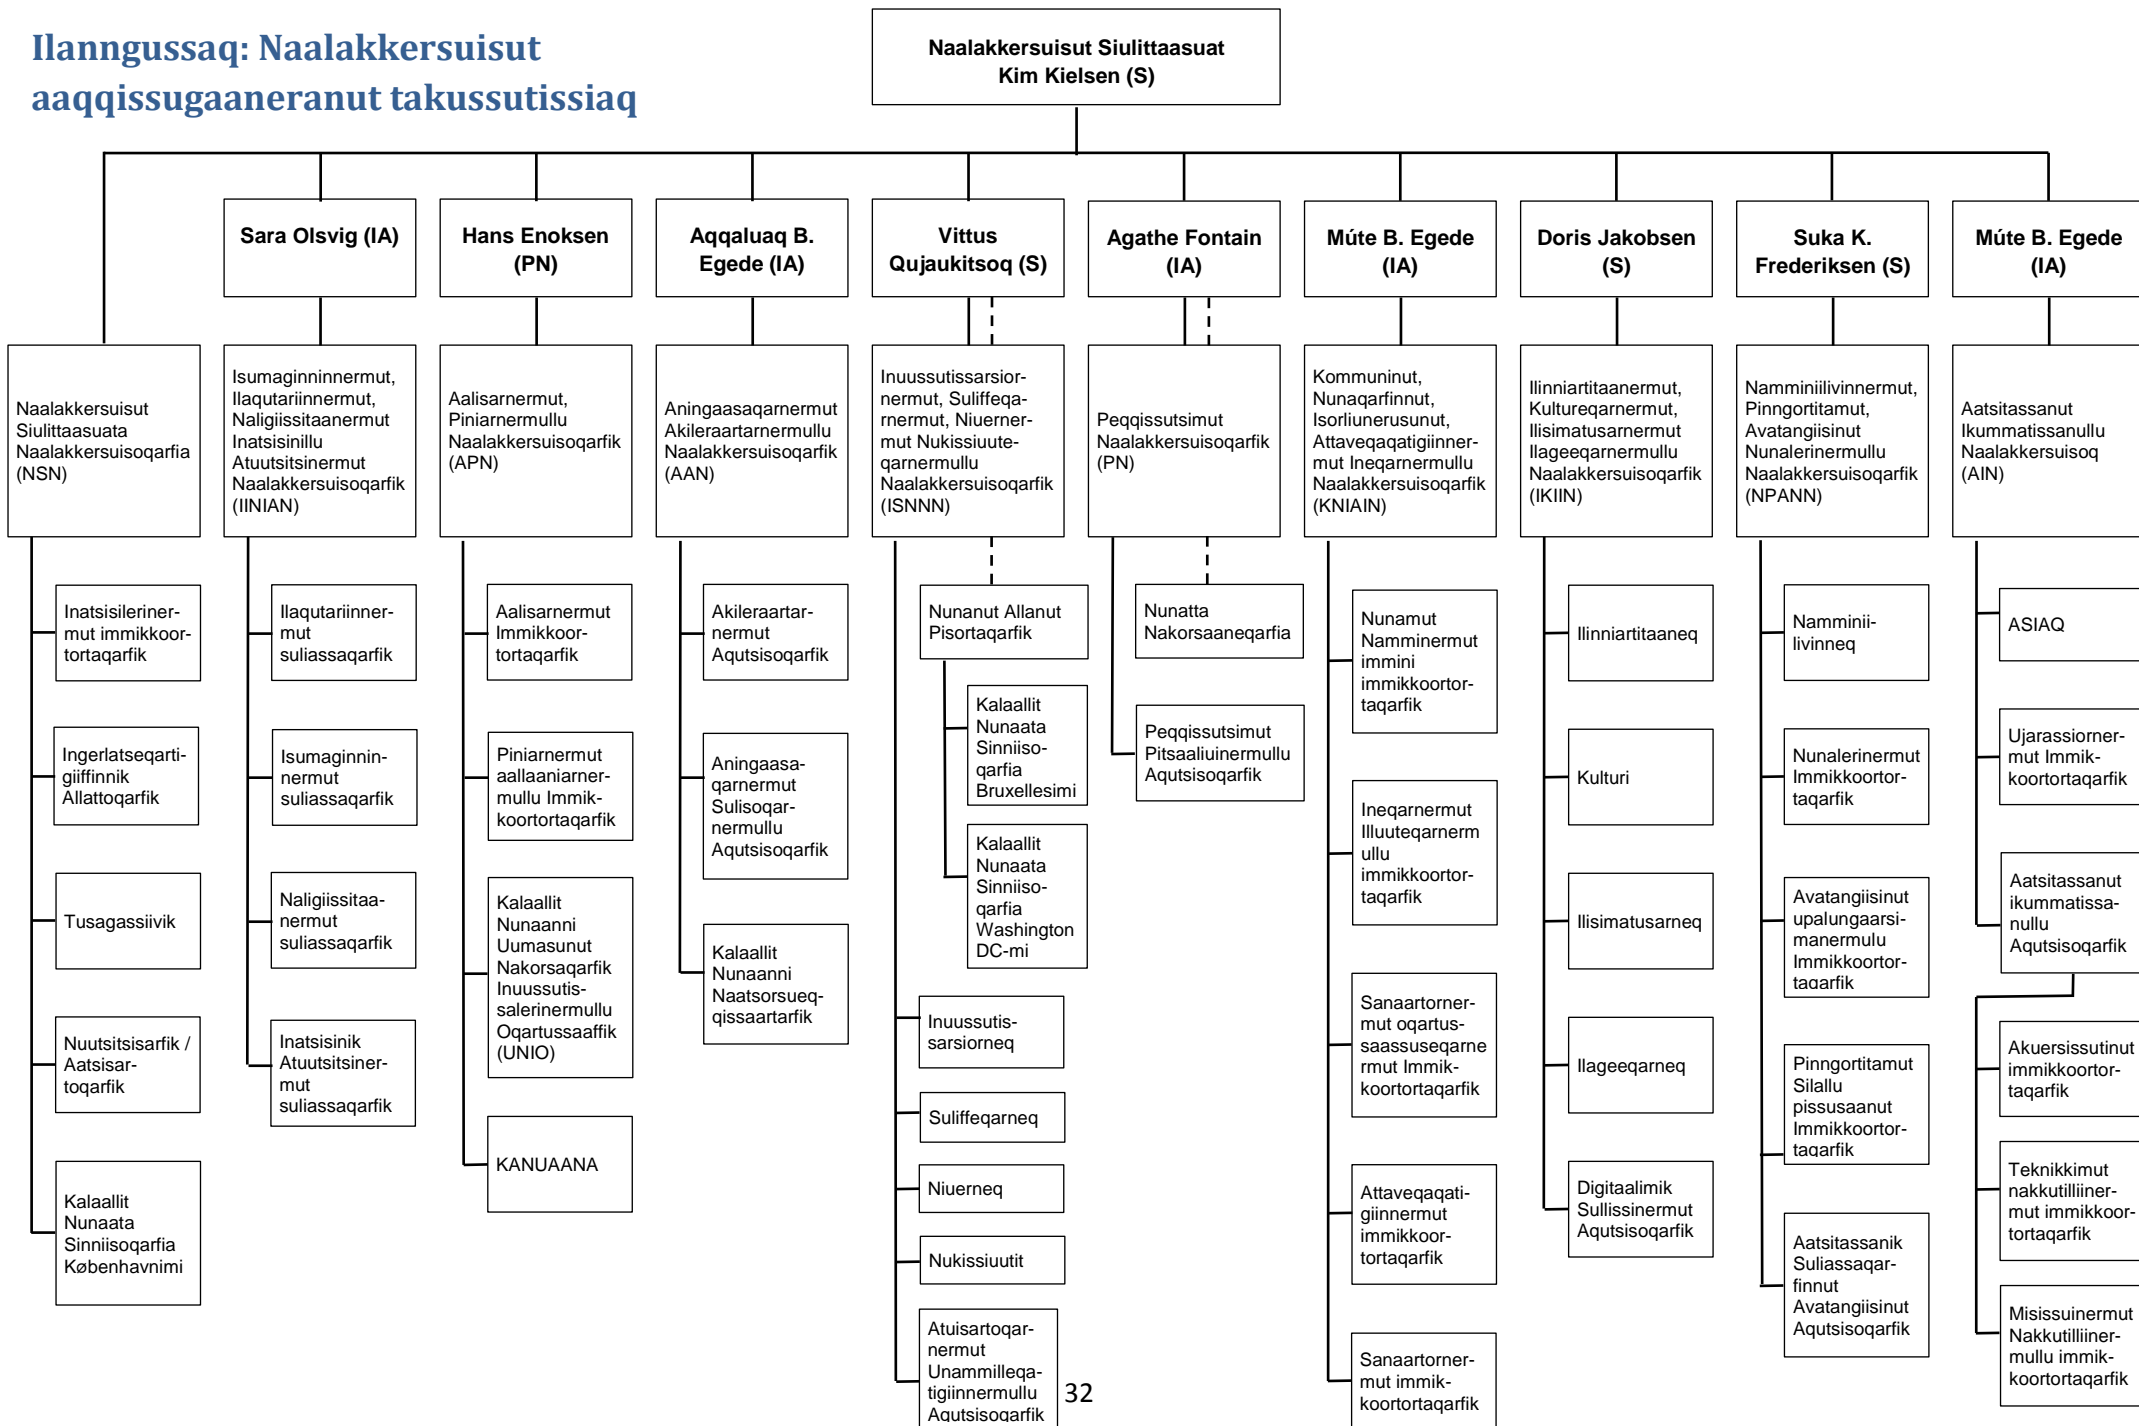 Ilanngussaq: Naalakkersuisut
aaqqissugaaneranut takussutissiaq
Naalakkersuisut Siulittaasuat
Kim Kielsen (S)
Sara Olsvig (IA)
Hans Enoksen
(PN)
Aqqaluaq B.
Egede (IA)
Vittus
Qujaukitsoq (S)
Agathe Fontain
(IA)
Múte B. Egede
(IA)
Doris Jakobsen
(S)
Suka K.
Frederiksen (S)
Múte B. Egede
(IA)
Naalakkersuisut
Siulittaasuata
Naalakkersuisoqarfia
(NSN)
Isumaginninnermut,
Ilaqutariinnermut,
Naligiissitaanermut
Inatsisinillu
Atuutsitsinermut
Naalakkersuisoqarfik
(IINIAN)
Aalisarnermut,
Piniarnermullu
Naalakkersuisoqarfik
(APN)
Aningaasaqarnermut
Akileraartarnermullu
Naalakkersuisoqarfik
(AAN)
Inuussutissarsior-
nermut, Suliffeqa-
rnermut, Niuerner-
mut Nukissiuute-
qarnermullu
Naalakkersuisoqarfik
(ISNNN)
Peqqissutsimut
Naalakkersuisoqarfik
(PN)
Kommuninut,
Nunaqarfinnut,
Isorliunerusunut,
Attaveqaqatigiinner-
mut Ineqarnermullu
Naalakkersuisoqarfik
(KNIAIN)
Ilinniartitaanermut,
Kultureqarnermut,
Ilisimatusarnermut
Ilageeqarnermullu
Naalakkersuisoqarfik
(IKIIN)
Namminiilivinnermut,
Pinngortitamut,
Avatangiisinut
Nunalerinermullu
Naalakkersuisoqarfik
(NPANN)
Aatsitassanut
Ikummatissanullu
Naalakkersuisoq
(AIN)
Inatsisileriner-
mut immikkoor-
tortaqarfik
Ingerlatseqarti-
giiffinnik
Allattoqarfik
Tusagassiivik
Nuutsitsisarfik /
Aatsisar-
toqarfik
Kalaallit
Nunaata
Sinniisoqarfia
Københavnimi
Ilaqutariinner-
mut
suliassaqarfik
Isumaginnin-
nermut
suliassaqarfik
Naligiissitaa-
nermut
suliassaqarfik
Inatsisinik
Atuutsitsiner-
mut
suliassaqarfik
Aalisarnermut
Immikkoor-
tortaqarfik
Piniarnermut
aallaaniarner-
mullu Immik-
koortortaqarfik
Kalaallit
Nunaanni
Uumasunut
Nakorsaqarfik
Inuussutis-
salerinermullu
Oqartussaaffik
(UNIO)
KANUAANA
Akileraartar-
nermut
Aqutsisoqarfik
Aningaasa-
qarnermut
Sulisoqar-
nermullu
Aqutsisoqarfik
Kalaallit
Nunaanni
Naatsorsueq-
qissaartarfik
Nunanut Allanut
Pisortaqarfik
Kalaallit
Nunaata
Sinniiso-
qarfia
Bruxellesimi
Kalaallit
Nunaata
Sinniiso-
qarfia
Washington
DC-mi
Inuussutis-
sarsiorneq
Suliffeqarneq
Niuerneq
Nukissiuutit
Atuisartoqar-
nermut
Unammilleqa-
tigiinnermullu
Aqutsisoqarfik
Nunatta
Nakorsaaneqarfia
Peqqissutsimut
Pitsaaliuinermullu
Aqutsisoqarfik
Nunamut
Namminermut
immini
immikkoortor-
taqarfik
Ineqarnermut
Illuuteqarnerm
ullu
immikkoortor-
taqarfik
Sanaartorner-
mut oqartus-
saassuseqarne
rmut Immik-
koortortaqarfik
Attaveqaqati-
giinnermut
immikkoor-
tortaqarfik
Sanaartorner-
mut immik-
koortortaqarfik
Ilinniartitaaneq
Kulturi
Ilisimatusarneq
Ilageeqarneq
Digitaalimik
Sullissinermut
Aqutsisoqarfik
Namminii-
livinneq
Nunalerinermut
Immikkoortor-
taqarfik
Avatangiisinut
upalungaarsi-
manermulu
Immikkoortor-
taqarfik
Pinngortitamut
Silallu
pissusaanut
Immikkoortor-
taqarfik
Aatsitassanik
Suliassaqar-
finnut
Avatangiisinut
Aqutsisoqarfik
ASIAQ
Ujarassiorner-
mut Immik-
koortortaqarfik
Aatsitassanut
ikummatissa-
nullu
Aqutsisoqarfik
Akuersissutinut
immikkoortor-
taqarfik
Teknikkimut
nakkutilliiner-
mut immikkoor-
tortaqarfik
Misissuinermut
Nakkutilliiner-
mullu immik-
koortortaqarfik
32